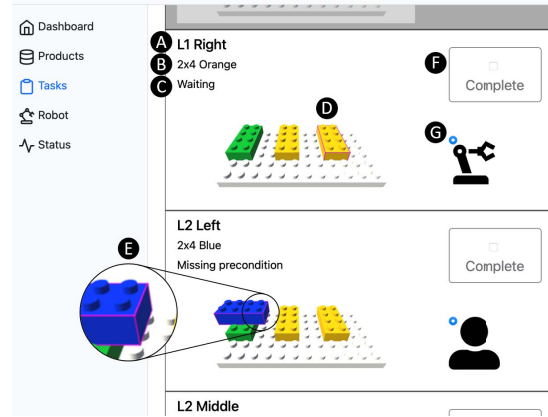 Dashboard
Products
Tasks
Robot
Status
A L1 Right
B 2x4 Orange
C Waiting
D
F
Complete
G
L2 Left
2x4 Blue
Missing precondition
E
Complete
L2 Middle